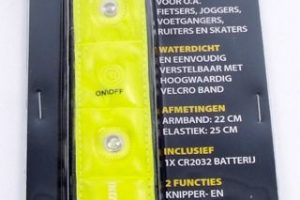 VOOR O.A.
FIETSERS, JOGGERS,
VOETGANGERS,
RUITERS EN SKATERS
WATERDICHT
EN EENVOUDIG
VERSTELBAAR MET
HOOGWAARDIG
VELCRO BAND
AFMETINGEN
ARMBAND: 22 CM
ELASTIEK: 25 CM
INCLUSIEF
1X CR2032 BATTERIJ
2 FUNCTIES
KNIPPER- EN
ON/OFF